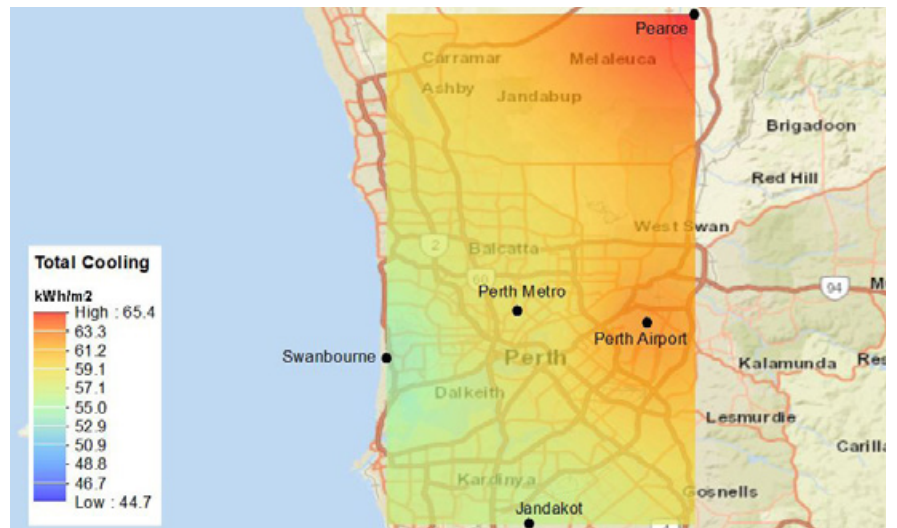 Pearce
Carramar
Melaleuca
Ashby
Jandabup
Brigadoon
Red Hill
West Swan
2
Balcatta
60
94
Perth Metro
Perth Airport
Swanbourne
Perth
Kalamunda
Dalkeith
Lesmurdie
Kardinya
Gosnells
Jandakot
Total Cooling
kWh/m2
High : 65.4
63.3
61.2
59.1
57.1
55.0
52.9
50.9
48.8
46.7
Low : 44.7